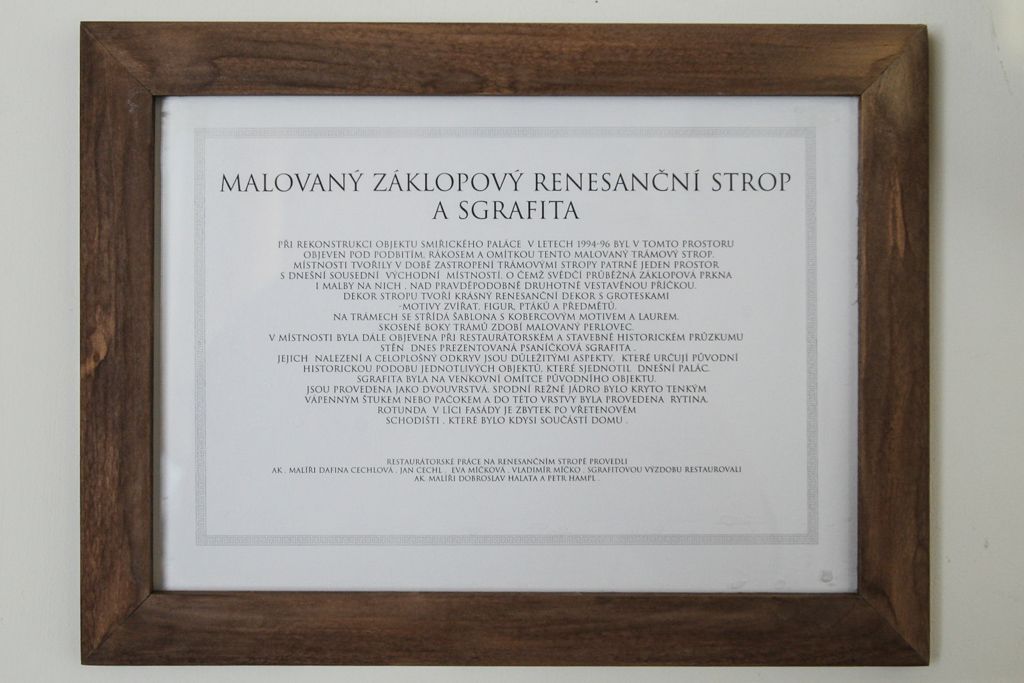 MALOVANÝ ZÁKLOPOVÝ RENESANČNÍ STROP
A SGRAFITA
PŘI REKONSTRUKCI OBJEKTU SMIŘICKÉHO PALÁCE V LETECH 1994-96 BYL V TOMTO PROSTORU
OBJEVEN POD PODBITÍM, RÁKOSEM A OMÍTKOU TENTO MALOVANÝ TRÁMOVÝ STROP.
MÍSTNOSTI TVOŘILY V DOBĚ ZASTROPENÍ TRÁMOVÝMI STROPY PATRNĚ JEDEN PROSTOR
S DNEŠNÍ SOUSEDNÍ VÝCHODNÍ MÍSTNOSTÍ, O ČEMŽ SVĚDČÍ PRŮBĚŽNÁ ZÁKLOPOVÁ PRKNA
I MALBY NA NICH , NAD PRAVDĚPODOBNĚ DRUHOTNĚ VESTAVĚNOU PŘÍČKOU.
DEKOR STROPU TVOŘÍ KRÁSNÝ RENESANČNÍ DEKOR S GROTESKAMI
-MOTIVY ZVÍŘAT, FIGUR, PTÁKŮ A PŘEDMĚTŮ.
NA TRÁMECH SE STŘÍDÁ ŠABLONA S KOBERCOVÝM MOTIVEM A LAUREM.
SKOSENÉ BOKY TRÁMŮ ZDOBÍ MALOVANÝ PERLOVEC.
V MÍSTNOSTI BYLA DÁLE OBJEVENA PŘI RESTAURÁTORSKÉM A STAVEBNĚ HISTORICKÉM PRŮZKUMU
STĚN DNES PREZENTOVANÁ PSANÍČKOVÁ SGRAFITA .
JEJICH NALEZENÍ A CELOPLOŠNÝ ODKRYV JSOU DŮLEŽITÝMI ASPEKTY, KTERÉ URČUJÍ PŮVODNÍ
HISTORICKOU PODOBU JEDNOTLIVÝCH OBJEKTŮ, KTERÉ SJEDNOTIL DNEŠNÍ PALÁC.
SGRAFITA BYLA NA VENKOVNÍ OMÍTCE PŮVODNÍHO OBJEKTU.
JSOU PROVEDENA JAKO DVOUVRSTVÁ, SPODNÍ REŽNÉ JÁDRO BYLO KRYTO TENKÝM
VÁPENNÝM ŠTUKEM NEBO PAČOKEM A DO TÉTO VRSTVY BYLA PROVEDENA RYTINA.
ROTUNDA V LÍCI FASÁDY JE ZBYTEK PO VŘETENOVÉM
SCHODIŠTI , KTERÉ BYLO KDYSI SOUČÁSTÍ DOMU .
RESTAURÁTORSKÉ PRÁCE NA RENESANČNÍM STROPĚ PROVEDLI
AK . MALÍŘI DAFINA CECHLOVÁ , JAN CECHL , EVA MÍČKOVÁ , VLADIMÍR MÍČKO , SGRAFITOVOU VÝZDOBU RESTAUROVALI
AK. MALÍŘI DOBROSLAV HALATA A PETR HAMPL